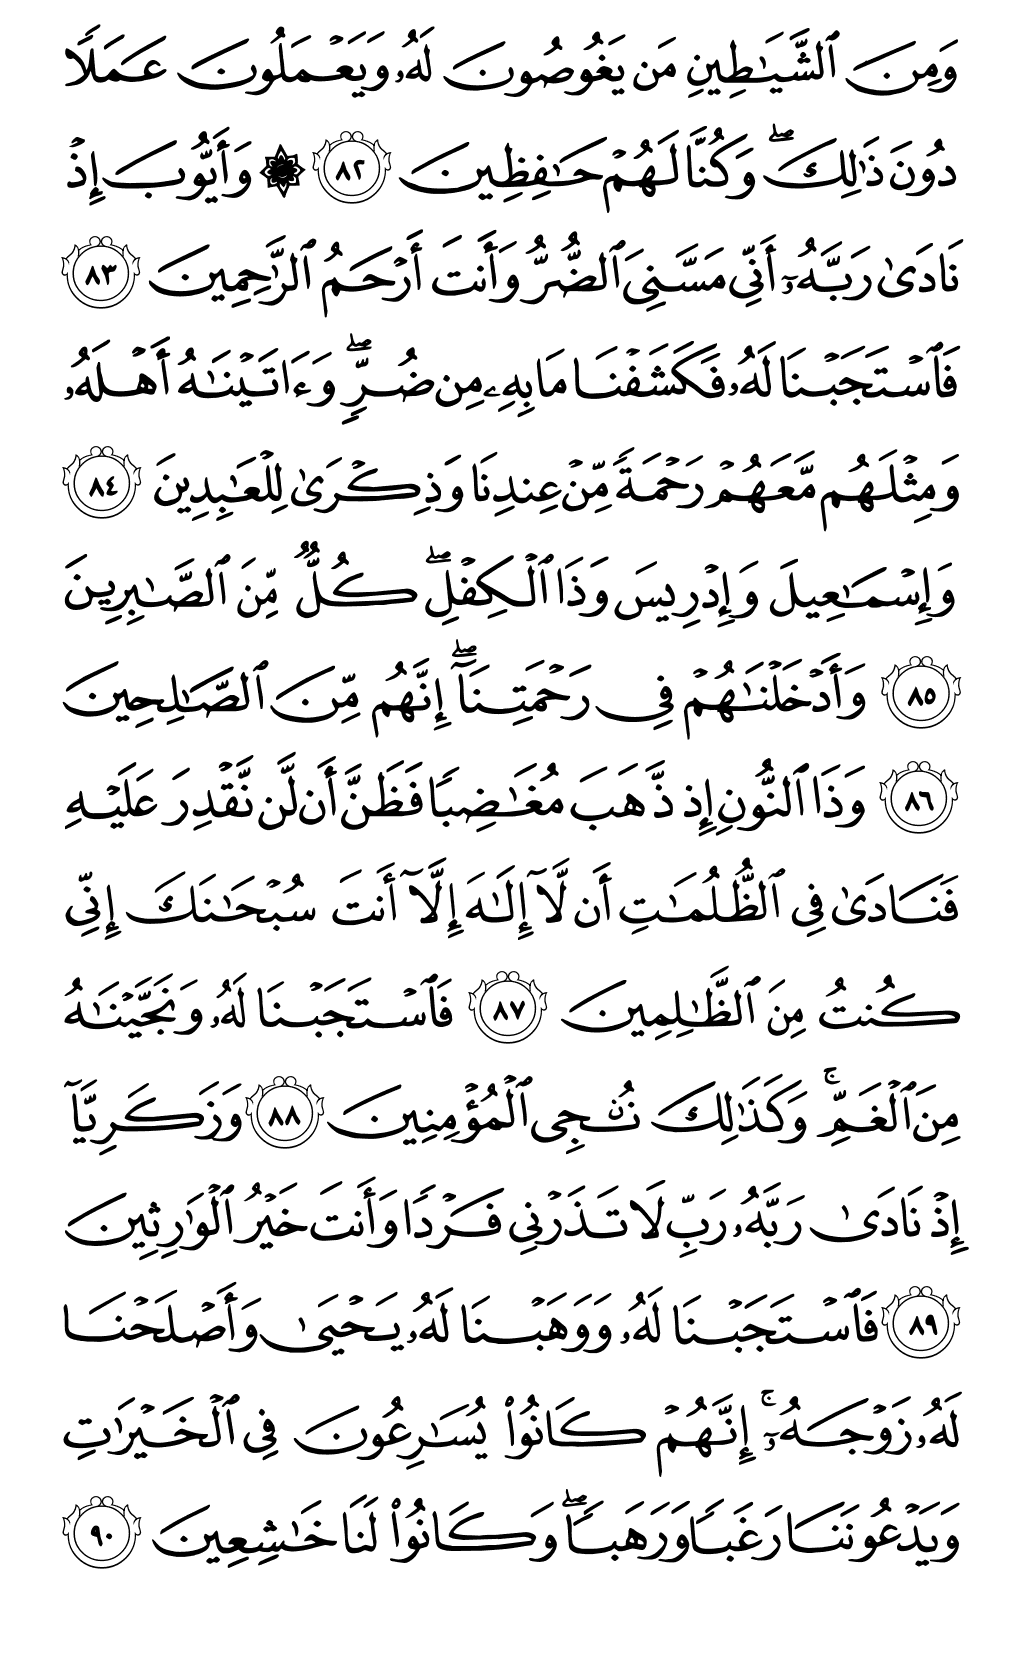 وَمِنَ ٱلشَّيَـٰطِينِ مَن يَغُوصُونَ لَهُۥ وَيَعْمَلُونَ عَمَلًا
دُونَ ذَٰلِكَ ۖ وَكُنَّا لَهُمْ حَـٰفِظِينَ ٨٢ ۞ وَأَيُّوبَ إِذْ
نَادَىٰ رَبَّهُۥٓ أَنِّى مَسَّنِىَ ٱلضُّرُّ وَأَنتَ أَرْحَمُ ٱلرَّٰحِمِينَ ٨٣
فَٱسْتَجَبْنَا لَهُۥ فَكَشَفْنَا مَا بِهِۦ مِن ضُرٍّ ۖ وَءَاتَيْنَـٰهُ أَهْلَهُۥ
وَمِثْلَهُم مَّعَهُمْ رَحْمَةً مِّنْ عِندِنَا وَذِكْرَىٰ لِلْعَـٰبِدِينَ ٨٤
وَإِسْمَـٰعِيلَ وَإِدْرِيسَ وَذَا ٱلْكِفْلِ ۖ كُلٌّ مِّنَ ٱلصَّـٰبِرِينَ
٨٥ وَأَدْخَلْنَـٰهُمْ فِى رَحْمَتِنَآ ۖ إِنَّهُم مِّنَ ٱلصَّـٰلِحِينَ
٨٦ وَذَا ٱلنُّونِ إِذ ذَّهَبَ مُغَـٰضِبًا فَظَنَّ أَن لَّن نَّقْدِرَ عَلَيْهِ
فَنَادَىٰ فِى ٱلظُّلُمَـٰتِ أَن لَّآ إِلَـٰهَ إِلَّآ أَنتَ سُبْحَـٰنَكَ إِنِّى
كُنتُ مِنَ ٱلظَّـٰلِمِينَ ٨٧ فَٱسْتَجَبْنَا لَهُۥ وَنَجَّيْنَـٰهُ
مِنَ ٱلْغَمِّ ۚ وَكَذَٰلِكَ نُـۨجِى ٱلْمُؤْمِنِينَ ٨٨ وَزَكَرِيَّآ
إِذْ نَادَىٰ رَبَّهُۥ رَبِّ لَا تَذَرْنِى فَرْدًا وَأَنتَ خَيْرُ ٱلْوَٰرِثِينَ
٨٩ فَٱسْتَجَبْنَا لَهُۥ وَوَهَبْنَا لَهُۥ يَحْيَىٰ وَأَصْلَحْنَا
لَهُۥ زَوْجَهُۥٓ ۚ إِنَّهُمْ كَانُوا۟ يُسَـٰرِعُونَ فِى ٱلْخَيْرَٰتِ
وَيَدْعُونَنَا رَغَبًا وَرَهَبًا ۖ وَكَانُوا۟ لَنَا خَـٰشِعِينَ ٩٠